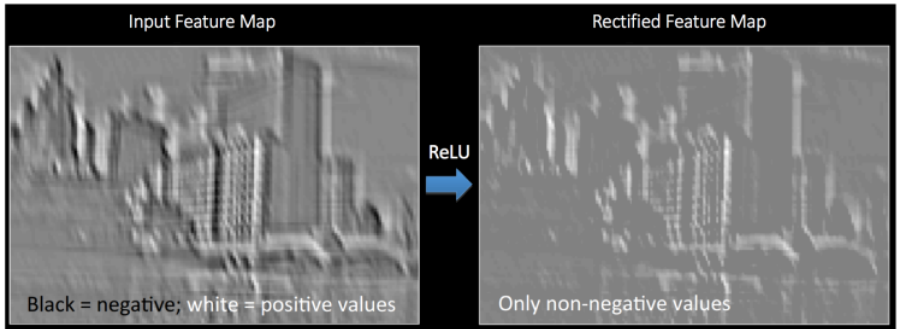 Input Feature Map
Rectified Feature Map
ReLU
Black = negative; white = positive values
Only non-negative values